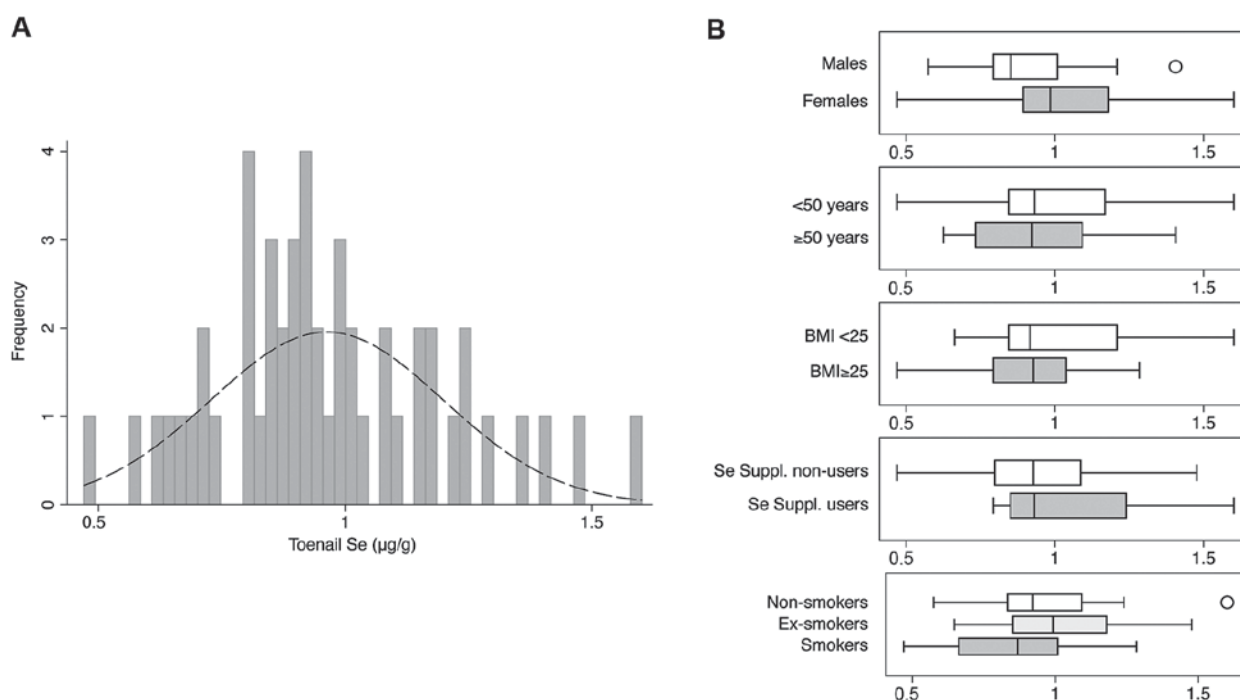 A
4
3
2
1
0
Frequency
0.5 1 1.5
Toenail Se (µg/g)
B
Males
Females
0.5 1 1.5
<50 years
≥50 years
0.5 1 1.5
BMI <25
BMI≥25
0.5 1 1.5
Se Suppl. non-users
Se Suppl. users
0.5 1 1.5
Non-smokers
Ex-smokers
Smokers
0.5 1 1.5